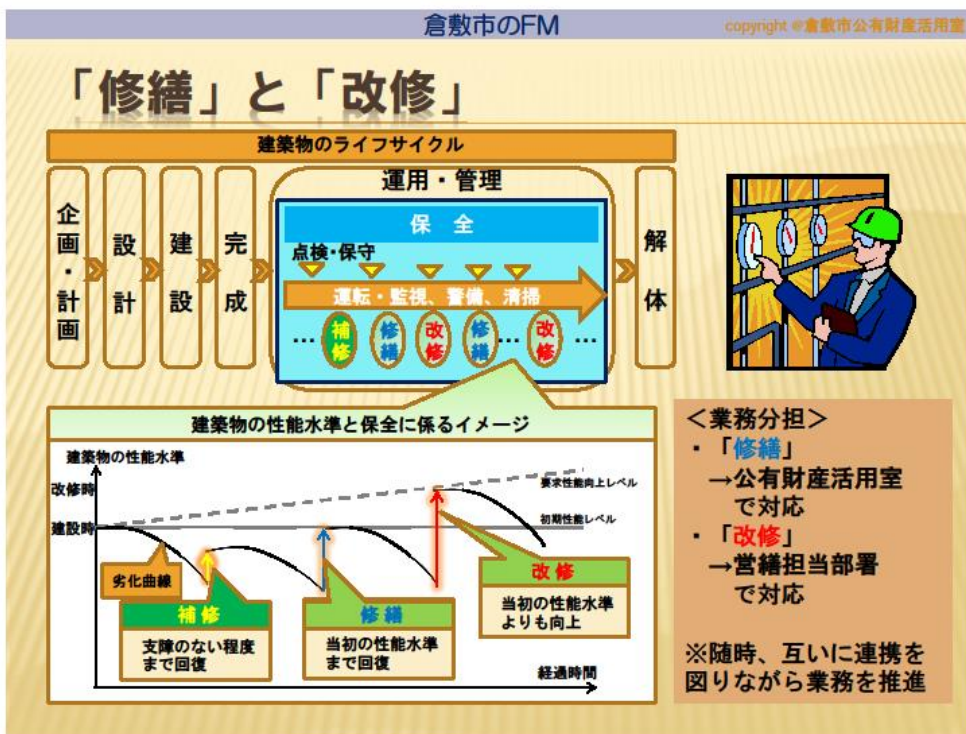 倉敷市のFM
copyright @倉敷市公有財産活用室
「修繕」と「改修」
建築物のライフサイクル
企画・計画
設計
建設
完成
運用・管理
保 全
点検・保守
運転・監視、警備、清掃
… 補修 修繕 改修 修繕 … 改修 …
解体
建築物の性能水準と保全に係るイメージ
建築物の性能水準
改修時
建設時
要求性能向上レベル
初期性能レベル
劣化曲線
補修
支障のない程度
まで回復
修繕
当初の性能水準
まで回復
改修
当初の性能水準
よりも向上
経過時間
<業務分担>
・「修繕」
→公有財産活用室
で対応
・「改修」
→営繕担当部署
で対応
※随時、互いに連携を
図りながら業務を推進